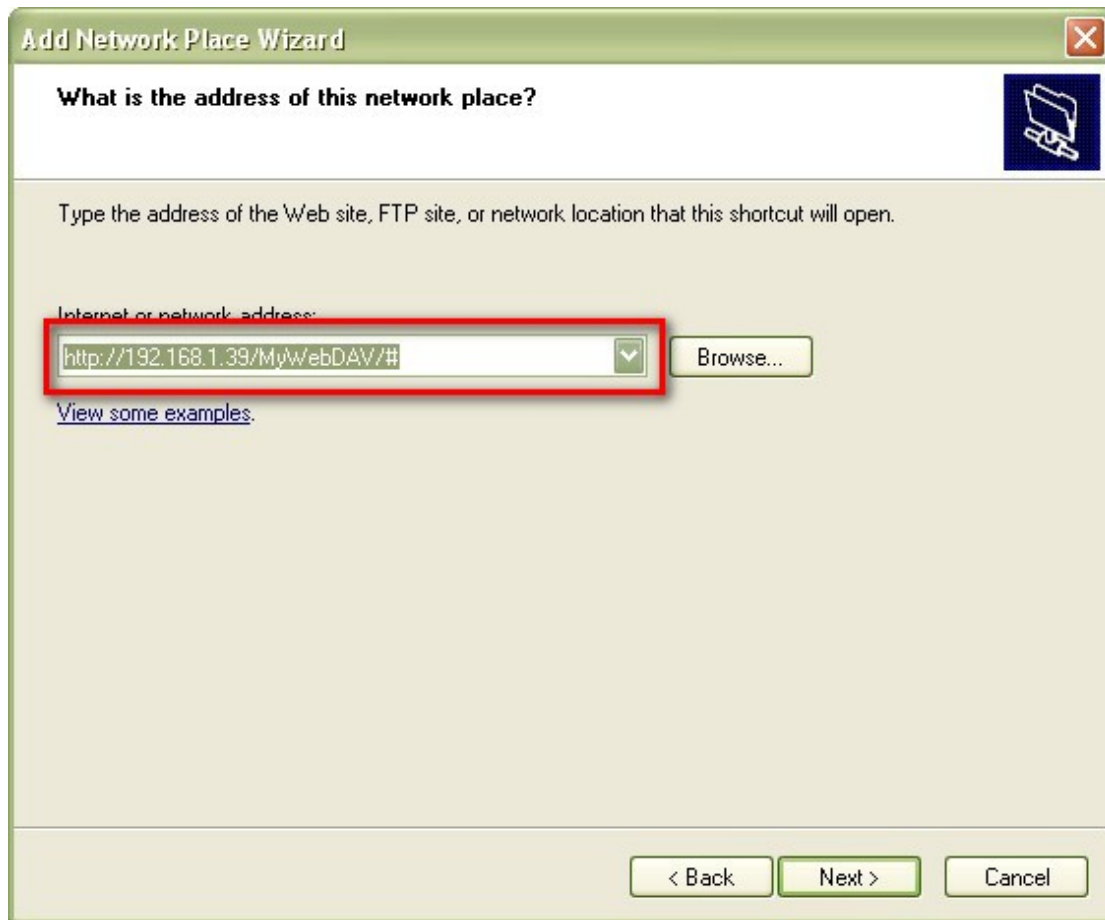 Add Network Place Wizard
What is the address of this network place?
Type the address of the Web site, FTP site, or network location that this shortcut will open.
Internet or network address:
http://192.168.1.39/MyWebDAV/#
Browse...
View some examples.
< Back
Next >
Cancel